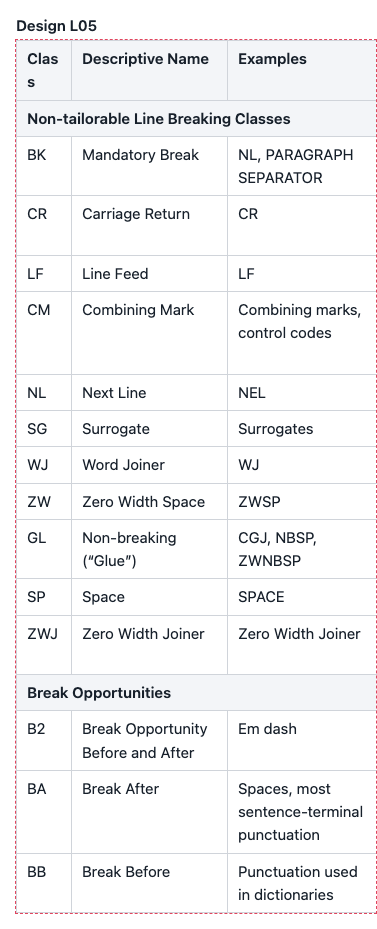 Design L05
Clas
s
Descriptive Name
Examples
Non-tailorable Line Breaking Classes
BK
Mandatory Break
NL, PARAGRAPH
SEPARATOR
CR
Carriage Return
CR
LF
Line Feed
LF
CM
Combining Mark
Combining marks,
control codes
NL
Next Line
NEL
SG
Surrogate
Surrogates
WJ
Word Joiner
WJ
ZW
Zero Width Space
ZWSP
GL
Non-breaking
(“Glue”)
CGJ, NBSP,
ZWNBSP
SP
Space
SPACE
ZWJ
Zero Width Joiner
Zero Width Joiner
Break Opportunities
B2
Break Opportunity
Before and After
Em dash
BA
Break After
Spaces, most
sentence-terminal
punctuation
BB
Break Before
Punctuation used
in dictionaries